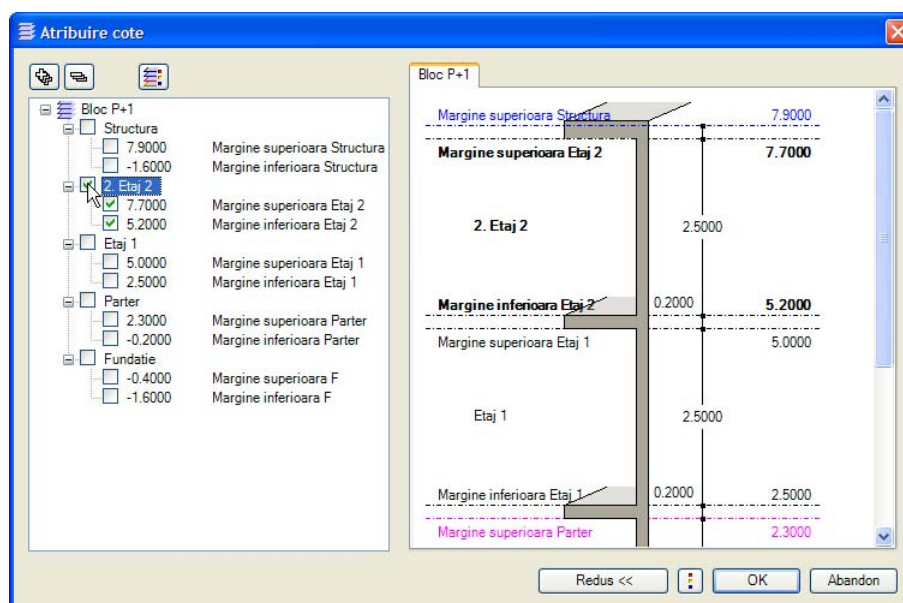 Atribuire cote
Bloc P+1
Structura
7.9000 Margine superioara Structura
-1.6000 Margine inferioara Structura
2. Etaj 2
7.7000 Margine superioara Etaj 2
5.2000 Margine inferioara Etaj 2
Etaj 1
5.0000 Margine superioara Etaj 1
2.5000 Margine inferioara Etaj 1
Parter
2.3000 Margine superioara Parter
-0.2000 Margine inferioara Parter
Fundatie
-0.4000 Margine superioara F
-1.6000 Margine inferioara F
Bloc P+1
Margine superioara Structura 7.9000
Margine superioara Etaj 2 7.7000
2. Etaj 2 2.5000
Margine inferioara Etaj 2 0.2000 5.2000
Margine superioara Etaj 1 5.0000
Etaj 1 2.5000
Margine inferioara Etaj 1 0.2000 2.5000
Margine superioara Parter 2.3000
Redus << OK Abandon